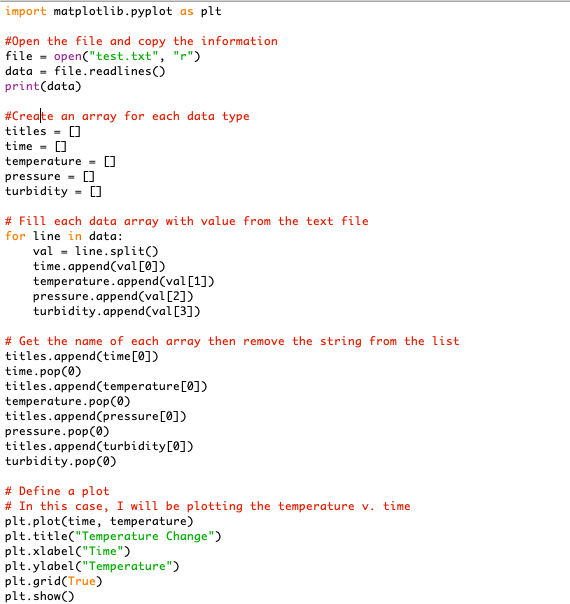 import matplotlib.pyplot as plt

#Open the file and copy the information
file = open("test.txt", "r")
data = file.readlines()
print(data)

#Create an array for each data type
titles = []
time = []
temperature = []
pressure = []
turbidity = []

# Fill each data array with value from the text file
for line in data:
    val = line.split()
    time.append(val[0])
    temperature.append(val[1])
    pressure.append(val[2])
    turbidity.append(val[3])

# Get the name of each array then remove the string from the list
titles.append(time[0])
time.pop(0)
titles.append(temperature[0])
temperature.pop(0)
titles.append(pressure[0])
pressure.pop(0)
titles.append(turbidity[0])
turbidity.pop(0)

# Define a plot
# In this case, I will be plotting the temperature v. time
plt.plot(time, temperature)
plt.title("Temperature Change")
plt.xlabel("Time")
plt.ylabel("Temperature")
plt.grid(True)
plt.show()